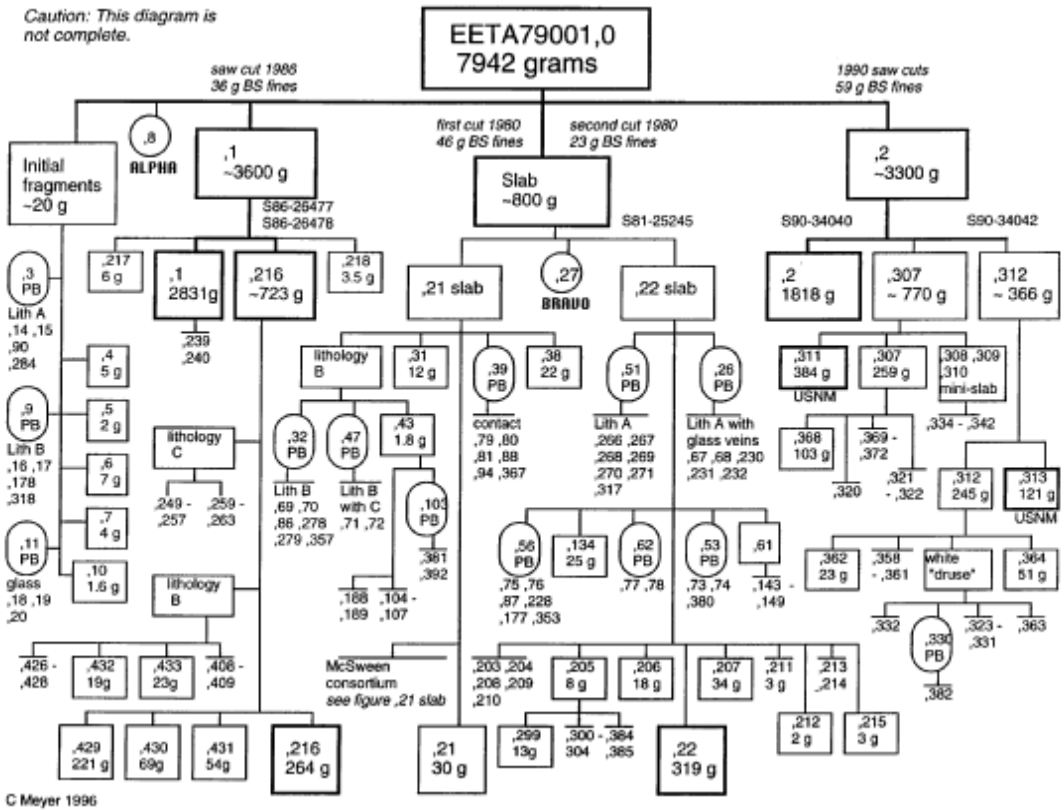 Caution: This diagram is
not complete.
EETA79001,0
7942 grams
saw cut 1986
36 g BS fines
1990 saw cuts
59 g BS fines
first cut 1980
46 g BS fines
second cut 1980
23 g BS fines
Initial
fragments
~20 g
,8
ALPHA
,1
~3600 g
Slab
~800 g
,2
~3300 g
S86-26477
S86-26478
S81-25245
S90-34040
S90-34042
,3
PB
Lith A
,14 ,15
,90
,284
,217
6 g
,1
2831g
,216
~723 g
,218
3.5 g
,239
,240
,21 slab
,27
BRAVO
,22 slab
,2
1818 g
,307
~ 770 g
,312
~ 366 g
,4
5 g
,9
PB
Lith B
,16 ,17
,178
,318
,5
2 g
,6
7 g
,7
4 g
,11
PB
glass
,18 ,19
,20
,10
1.6 g
lithology
B
,31
12 g
,39
PB
contact
,79 ,80
,81 ,88
,94 ,367
,38
22 g
,51
PB
Lith A
,266 ,267
,268 ,269
,270 ,271
,317
,26
PB
Lith A with
glass veins
,67 ,68 ,230
,231 ,232
,311
384 g
USNM
,307
259 g
,308 ,309
,310
mini-slab
,334 - ,342
lithology
C
,249 -
,257
,259 -
,263
,32
PB
Lith B
,69 ,70
,86 ,278
,279 ,357
,47
PB
Lith B
with C
,71 ,72
,43
1.8 g
,103
PB
,381
,392
,188
,189
,104 -
,107
,368
103 g
,320
,369 -
,372
,321
- ,322
,312
245 g
,313
121 g
USNM
,56
PB
,75 ,76
,87 ,228
,177 ,353
,134
25 g
,62
PB
,77 ,78
,53
PB
,73 ,74
,380
,61
,143 -
,149
,362
23 g
,358
- ,361
white
"druse"
,364
51 g
,332
,330
PB
,382
,323 -
,331
,363
lithology
B
,426 -
,428
,432
19g
,433
23g
,408 -
,409
McSween
consortium
see figure ,21 slab
,203 ,204
,208 ,209
,210
,205
8 g
,206
18 g
,207
34 g
,211
3 g
,213
- ,214
,212
2 g
,215
3 g
,299
13g
,300 -
304
,384
,385
,429
221 g
,430
69g
,431
54g
,216
264 g
,21
30 g
,22
319 g
C Meyer 1996